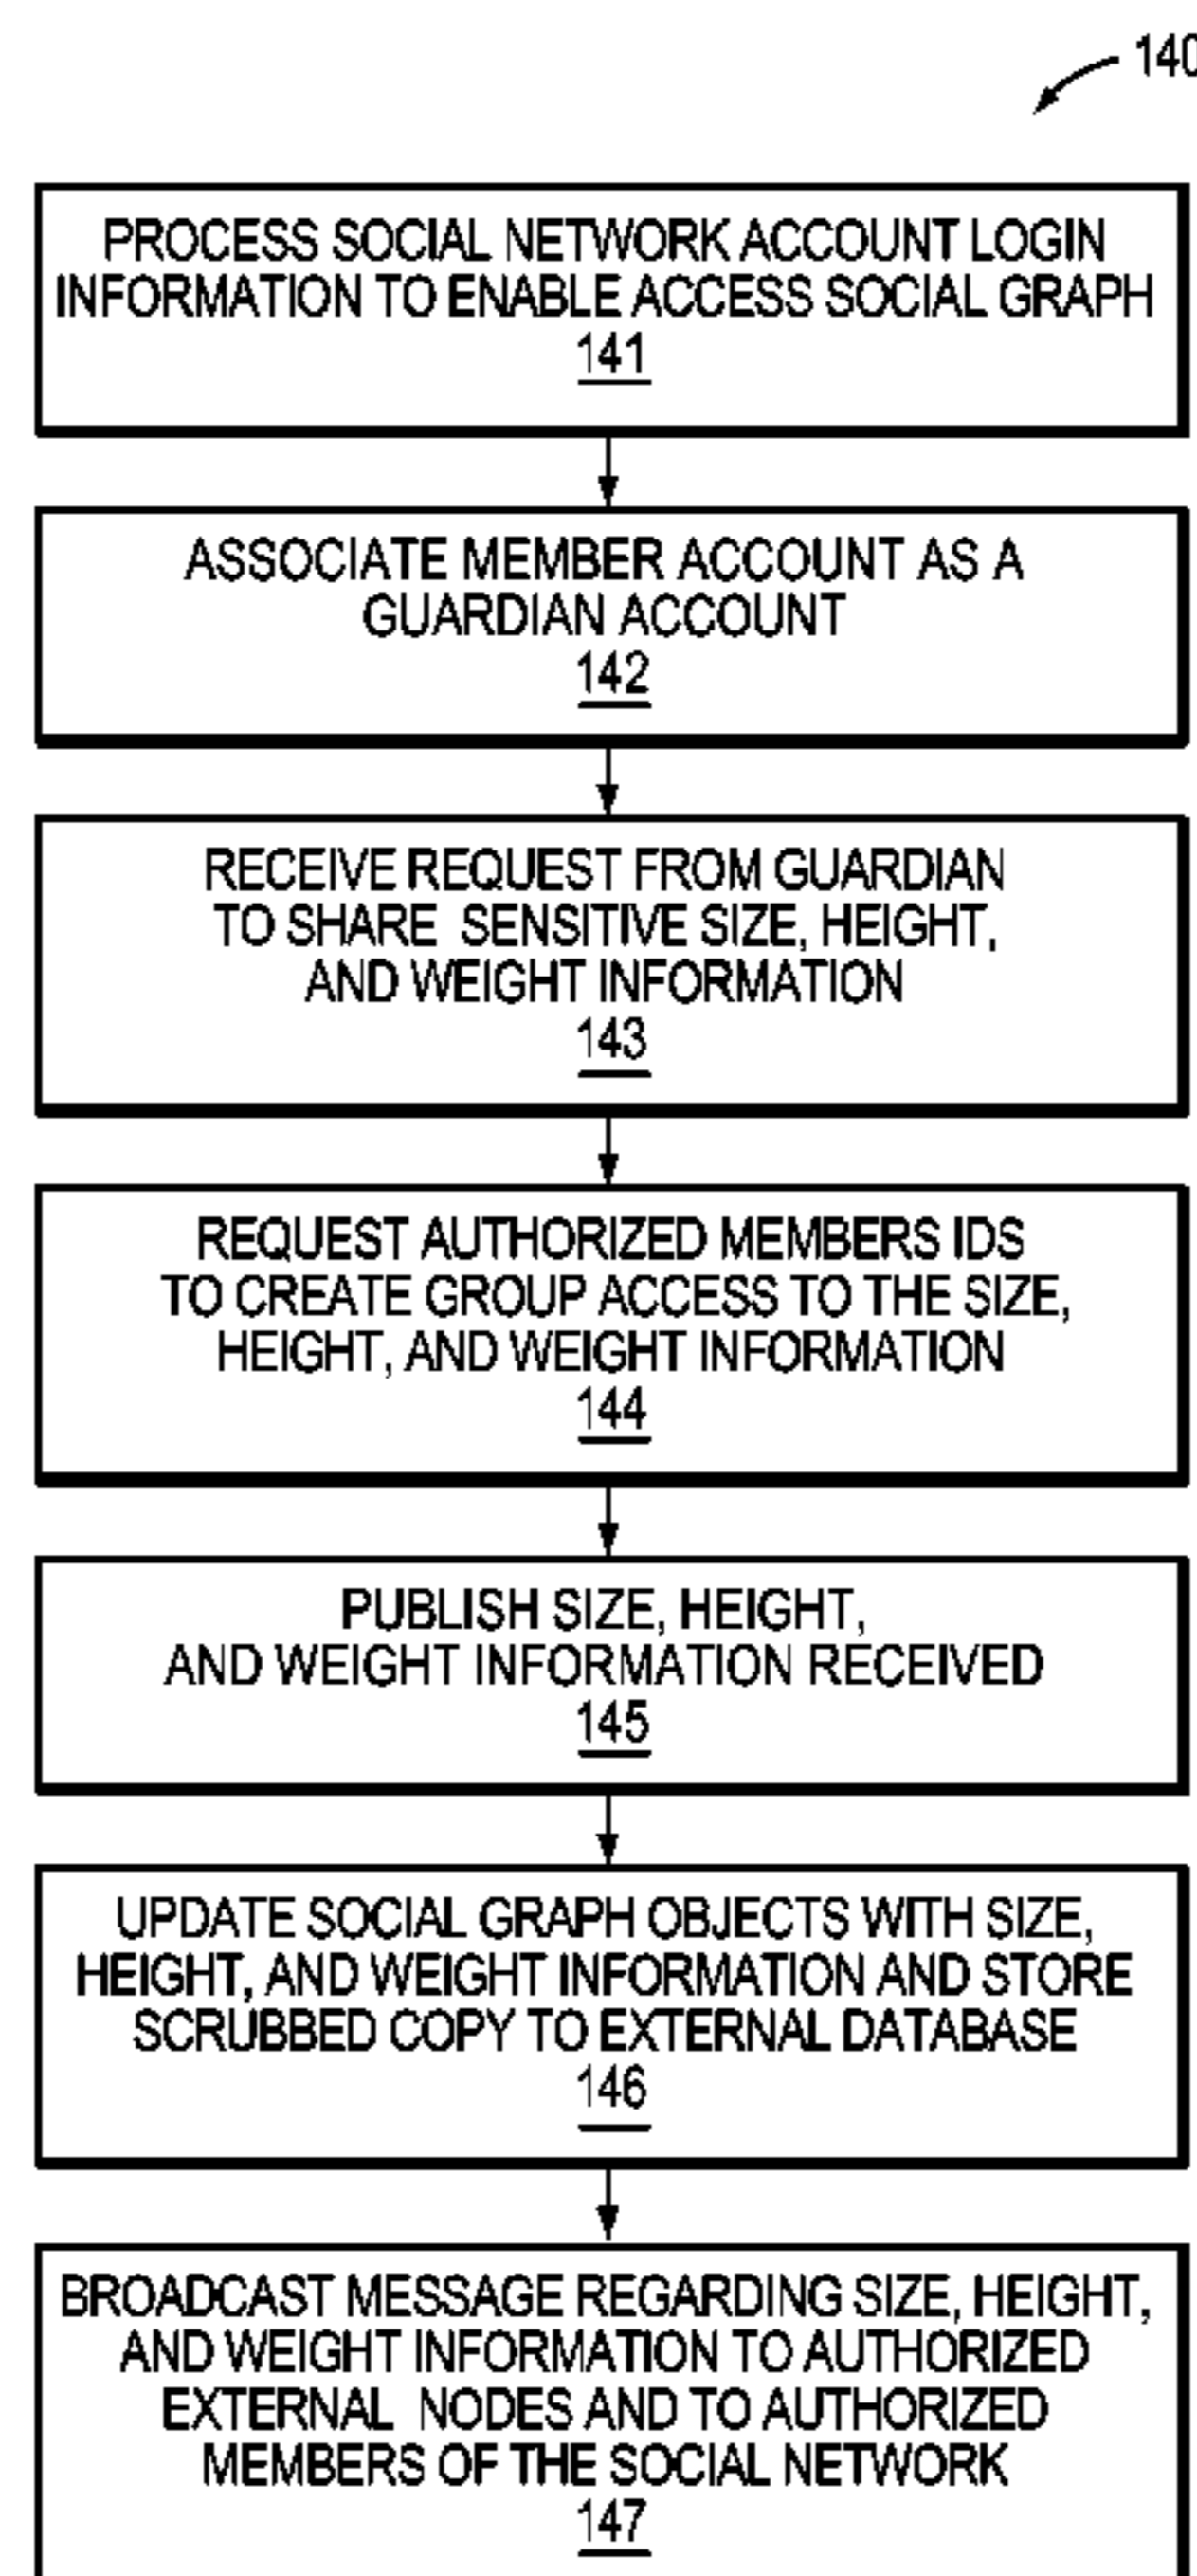 140
PROCESS SOCIAL NETWORK ACCOUNT LOGIN
INFORMATION TO ENABLE ACCESS SOCIAL GRAPH
141
ASSOCIATE MEMBER ACCOUNT AS A
GUARDIAN ACCOUNT
142
RECEIVE REQUEST FROM GUARDIAN
TO SHARE SENSITIVE SIZE, HEIGHT,
AND WEIGHT INFORMATION
143
REQUEST AUTHORIZED MEMBERS IDS
TO CREATE GROUP ACCESS TO THE SIZE,
HEIGHT, AND WEIGHT INFORMATION
144
PUBLISH SIZE, HEIGHT,
AND WEIGHT INFORMATION RECEIVED
145
UPDATE SOCIAL GRAPH OBJECTS WITH SIZE,
HEIGHT, AND WEIGHT INFORMATION AND STORE
SCRUBBED COPY TO EXTERNAL DATABASE
146
BROADCAST MESSAGE REGARDING SIZE, HEIGHT,
AND WEIGHT INFORMATION TO AUTHORIZED
EXTERNAL NODES AND TO AUTHORIZED
MEMBERS OF THE SOCIAL NETWORK
147